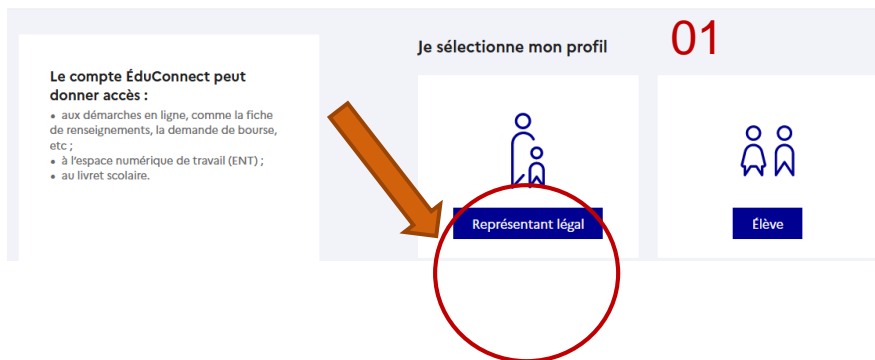 Je sélectionne mon profil
01
Le compte ÉduConnect peut
donner accès :
• aux démarches en ligne, comme la fiche
de renseignements, la demande de bourse,
etc ;
• à l'espace numérique de travail (ENT) ;
• au livret scolaire.
Représentant légal
Élève